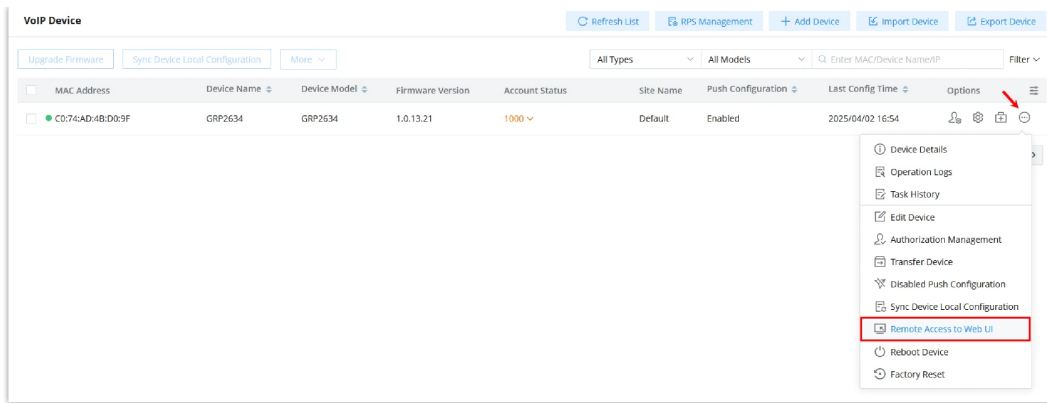 VoIP Device
Refresh List
RPS Management
Add Device
Import Device
Export Device
Upgrade Firmware
Sync Device Local Configuration
More
All Types
All Models
Enter MAC/Device Name/IP
Filter
MAC Address Device Name Device Model Firmware Version Account Status Site Name Push Configuration Last Config Time Options
C0:74:AD:4B:D0:9F GRP2634 GRP2634 1.0.13.21 1000 Default Enabled 2025/04/02 16:54
Device Details
Operation Logs
Task History
Edit Device
Authorization Management
Transfer Device
Disabled Push Configuration
Sync Device Local Configuration
Remote Access to Web UI
Reboot Device
Factory Reset